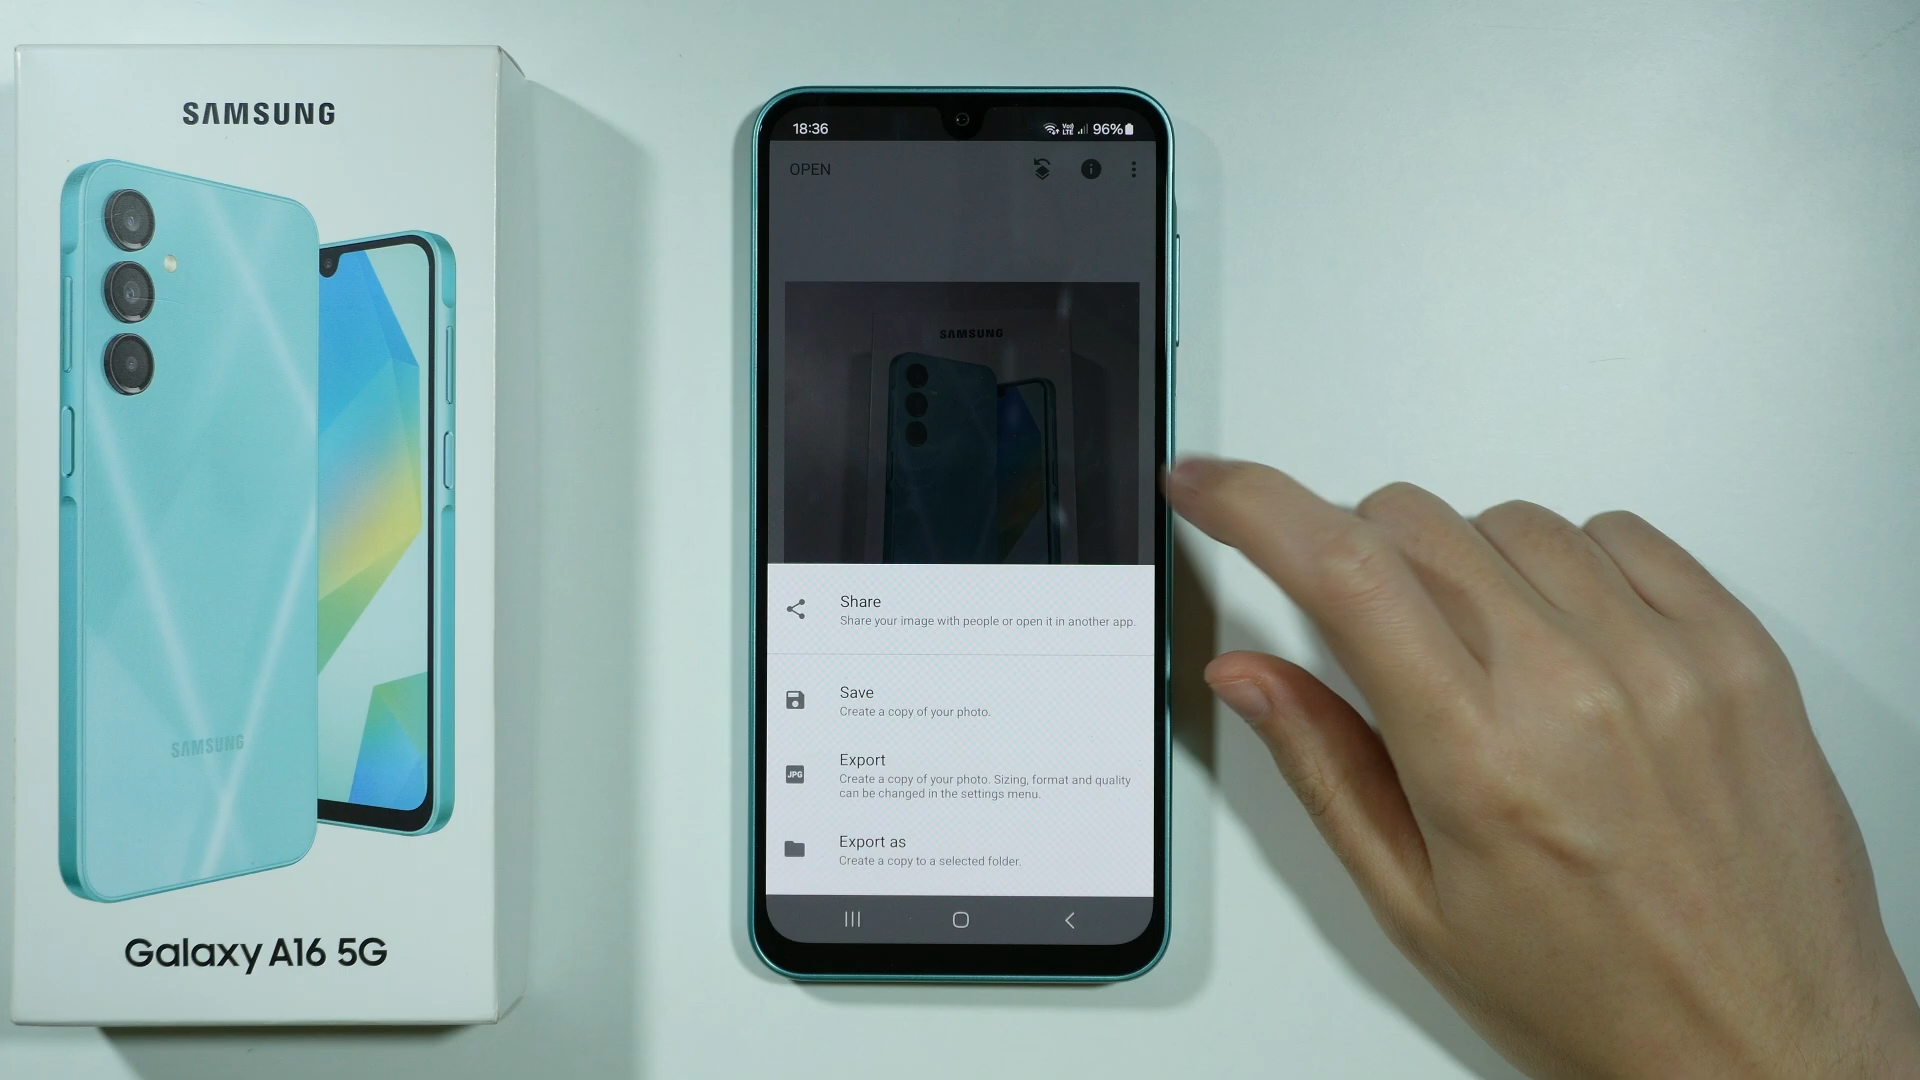 SAMSUNG
SAMSUNG
Galaxy A16 5G
18:36
Vo))
LTE
96%
OPEN
SAMSUNG
Share
Share your image with people or open it in another app.
Save
Create a copy of your photo.
JPG
Export
Create a copy of your photo. Sizing, format and quality
can be changed in the settings menu.
Export as
Create a copy to a selected folder.